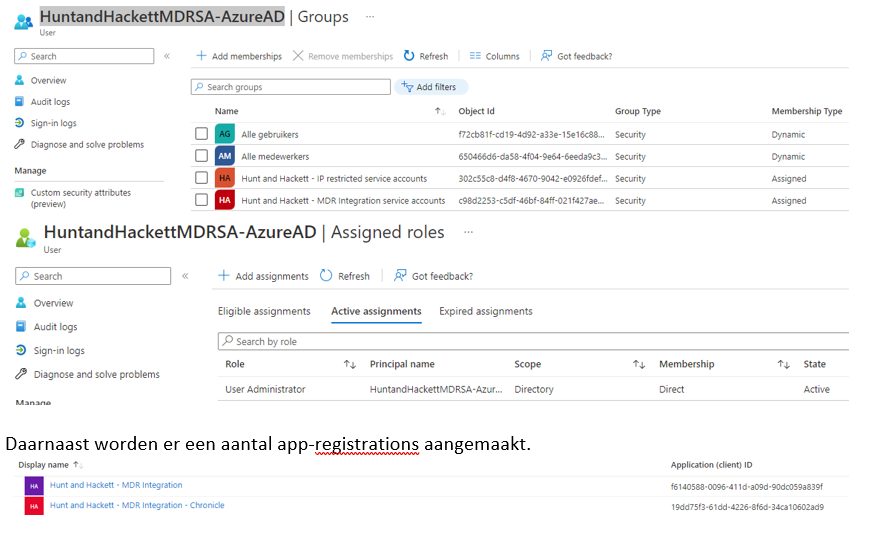 HuntandHackettMDRSA-AzureAD | Groups ...
User
Search «
Add memberships Remove memberships Refresh Columns Got feedback?
Overview
Audit logs
Sign-in logs
Diagnose and solve problems
Manage
Custom security attributes
(preview)
Search groups Add filters
Name Object Id Group Type Membership Type
AG Alle gebruikers f72cb81f-cd19-4d92-a33e-15e16c88... Security Dynamic
AM Alle medewerkers 650466d6-da58-4f04-9e64-6eeda9c3... Security Dynamic
HA Hunt and Hackett - IP restricted service accounts 302c55c8-d4f8-4670-9042-e0926fdef... Security Assigned
HA Hunt and Hackett - MDR Integration service accounts c98d2253-c5df-46bf-84ff-021f427ae... Security Assigned
HuntandHackettMDRSA-AzureAD | Assigned roles ...
User
Search «
Add assignments Refresh Got feedback?
Overview
Audit logs
Sign-in logs
Diagnose and solve problems
Manage
Eligible assignments Active assignments Expired assignments
Search by role
Role Principal name Scope Membership State
User Administrator HuntandHackettMDRSA-Azur... Directory Direct Active
Daarnaast worden er een aantal app-registrations aangemaakt.
Display name Application (client) ID
HA Hunt and Hackett - MDR Integration f6140588-0096-411d-a09d-90dc059a839f
HA Hunt and Hackett - MDR Integration - Chronicle 19dd75f3-61dd-4226-8f6d-34ca10602ad9